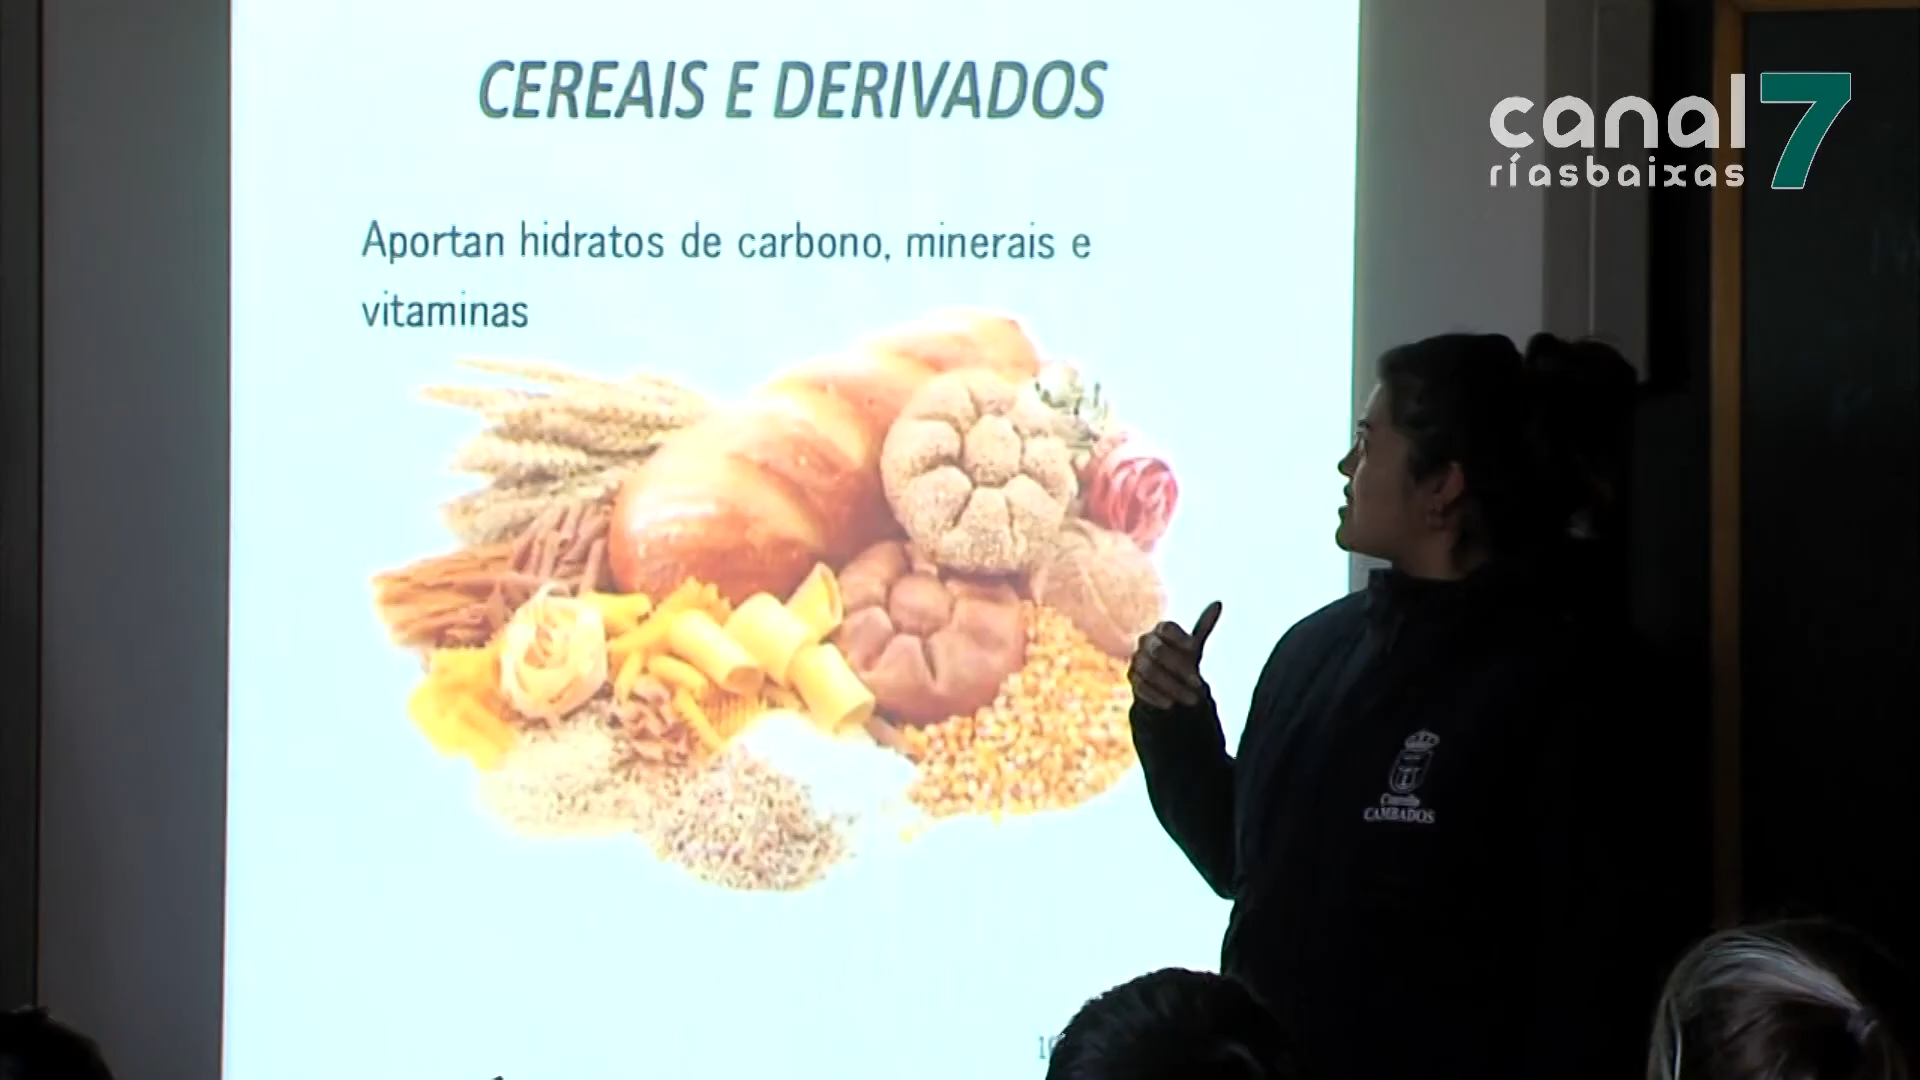 CEREAIS E DERIVADOS
canal 7
ríasbaixas
Aportan hidratos de carbono, minerais e
vitaminas
CAMBADOS